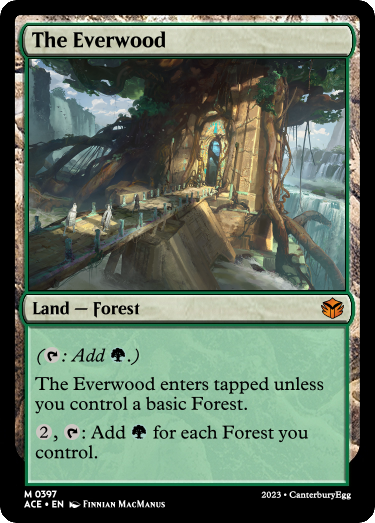 The Everwood
Land — Forest
(: Add .)
The Everwood enters tapped unless
you control a basic Forest.
2, : Add for each Forest you
control.
M 0397
ACE • EN Finnian MacManus
2023 • CanterburyEgg